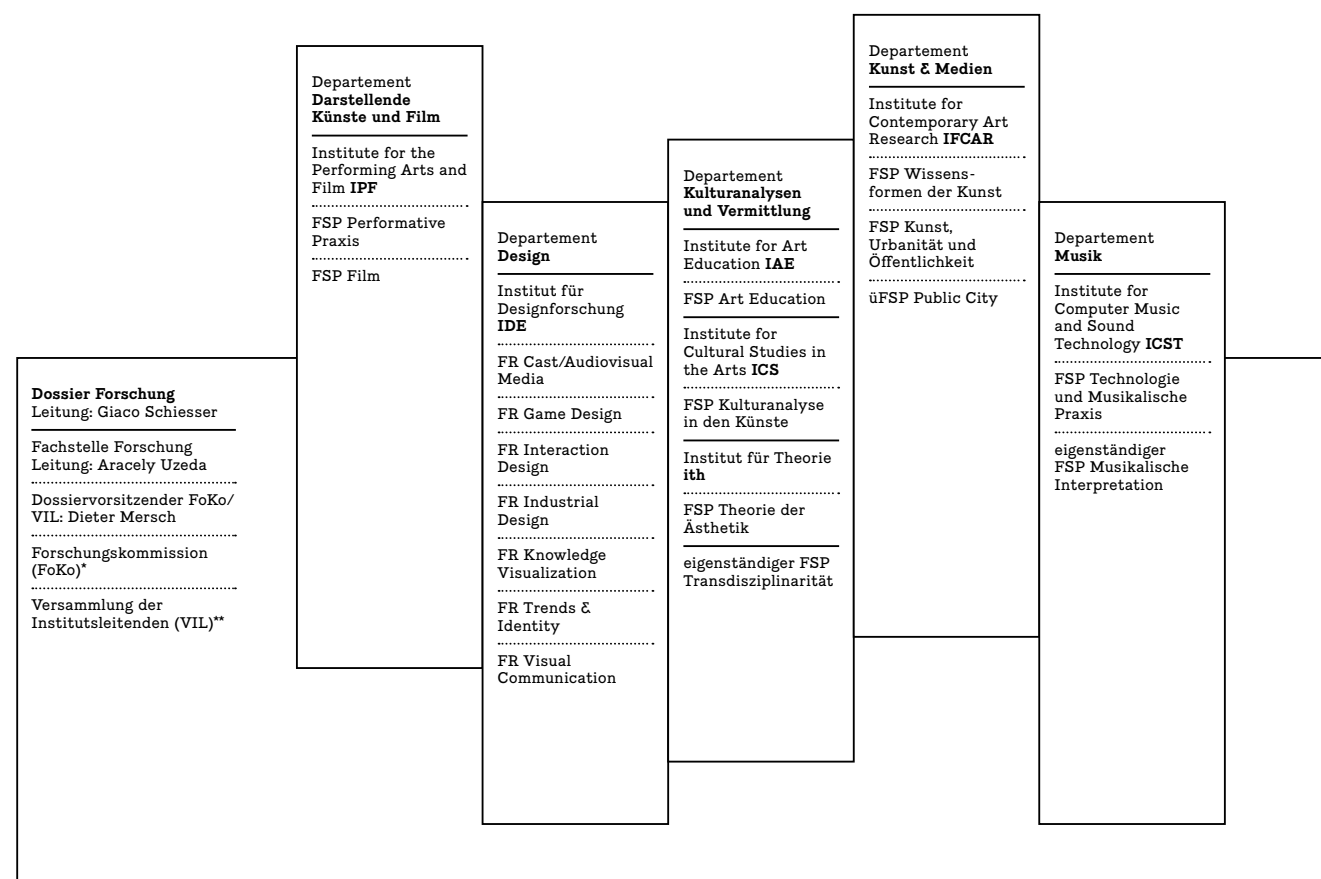 Dossier Forschung
Leitung: Giaco Schiesser
Fachstelle Forschung
Leitung: Aracely Uzeda
Dossiervorsitzender FoKo/
VIL: Dieter Mersch
Forschungskommission
(FoKo)*
Versammlung der
Institutsleitenden (VIL)**
Departement
Darstellende
Künste und Film
Institute for the
Performing Arts and
Film IPF
FSP Performative
Praxis
FSP Film
Departement
Design
Institut für
Designforschung
IDE
FR Cast/Audiovisual
Media
FR Game Design
FR Interaction
Design
FR Industrial
Design
FR Knowledge
Visualization
FR Trends &
Identity
FR Visual
Communication
Departement
Kulturanalysen
und Vermittlung
Institute for Art
Education IAE
FSP Art Education
Institute for
Cultural Studies in
the Arts ICS
FSP Kulturanalyse
in den Künste
Institut für Theorie
ith
FSP Theorie der
Ästhetik
eigenständiger FSP
Transdisziplinarität
Departement
Kunst & Medien
Institute for
Contemporary Art
Research IFCAR
FSP Wissens-
formen der Kunst
FSP Kunst,
Urbanität und
Öffentlichkeit
üFSP Public City
Departement
Musik
Institute for
Computer Music
and Sound
Technology ICST
FSP Technologie
und Musikalische
Praxis
eigenständiger
FSP Musikalische
Interpretation